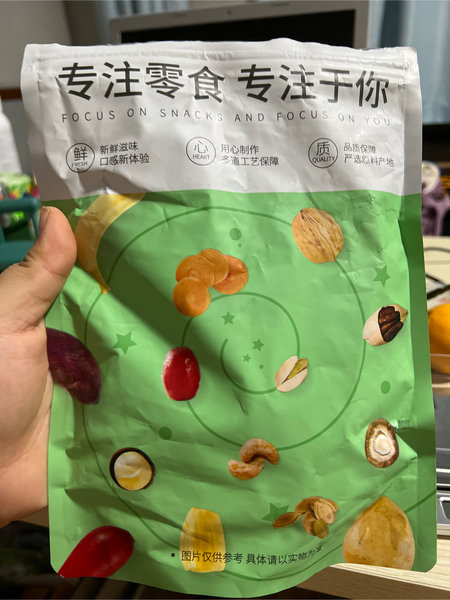 专注零食 专注于你
FOCUS ON SNACKS AND FOCUS ON YOU
鲜
FRESH
新鲜滋味
口感新体验
心
HEART
用心制作
多道工艺保障
质
QUALITY
品质保障
严选原料产地
• 图片仅供参考 具体请以实物为准